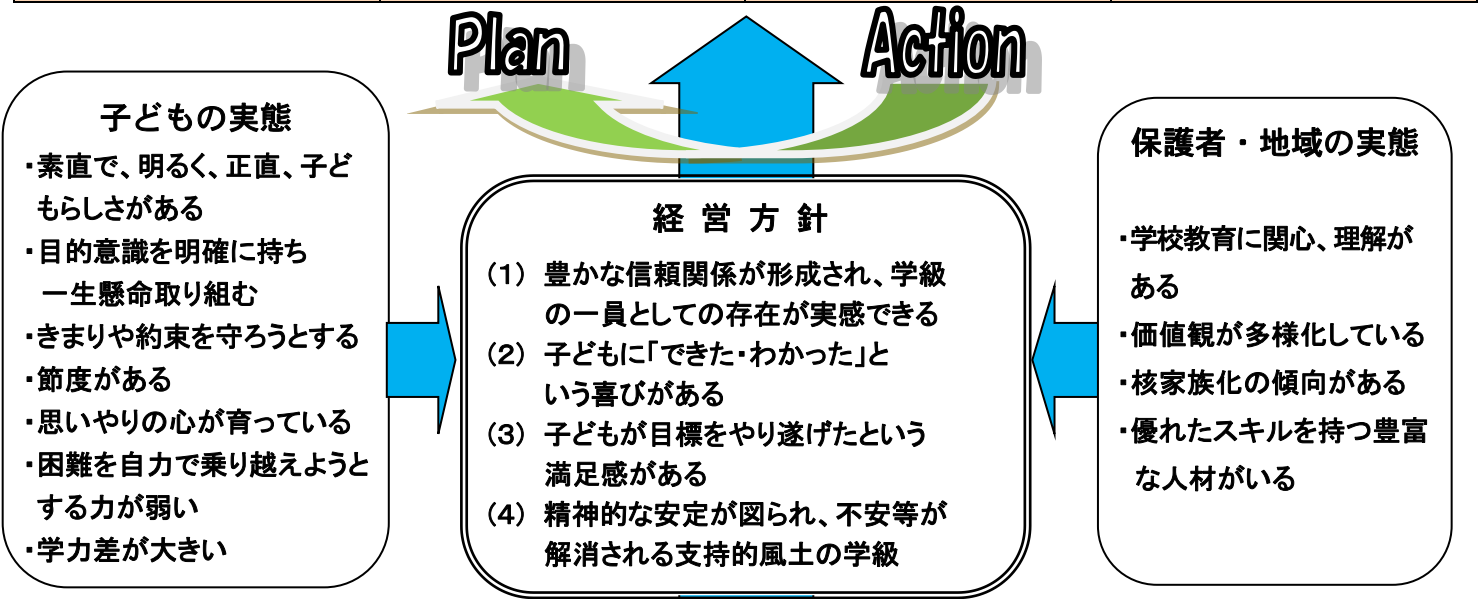 Plan
Action
子どもの実態
・素直で、明るく、正直、子ど
もらしさがある
・目的意識を明確に持ち
一生懸命取り組む
・きまりや約束を守ろうとする
・節度がある
・思いやりの心が育っている
・困難を自力で乗り越えようと
する力が弱い
・学力差が大きい
経 営 方 針
（１） 豊かな信頼関係が形成され、学級
の一員としての存在が実感できる
（２） 子どもに「できた・わかった」と
いう喜びがある
（３） 子どもが目標をやり遂げたという
満足感がある
（４） 精神的な安定が図られ、不安等が
解消される支持的風土の学級
保護者・地域の実態
・学校教育に関心、理解が
ある
・価値観が多様化している
・核家族化の傾向がある
・優れたスキルを持つ豊富
な人材がいる